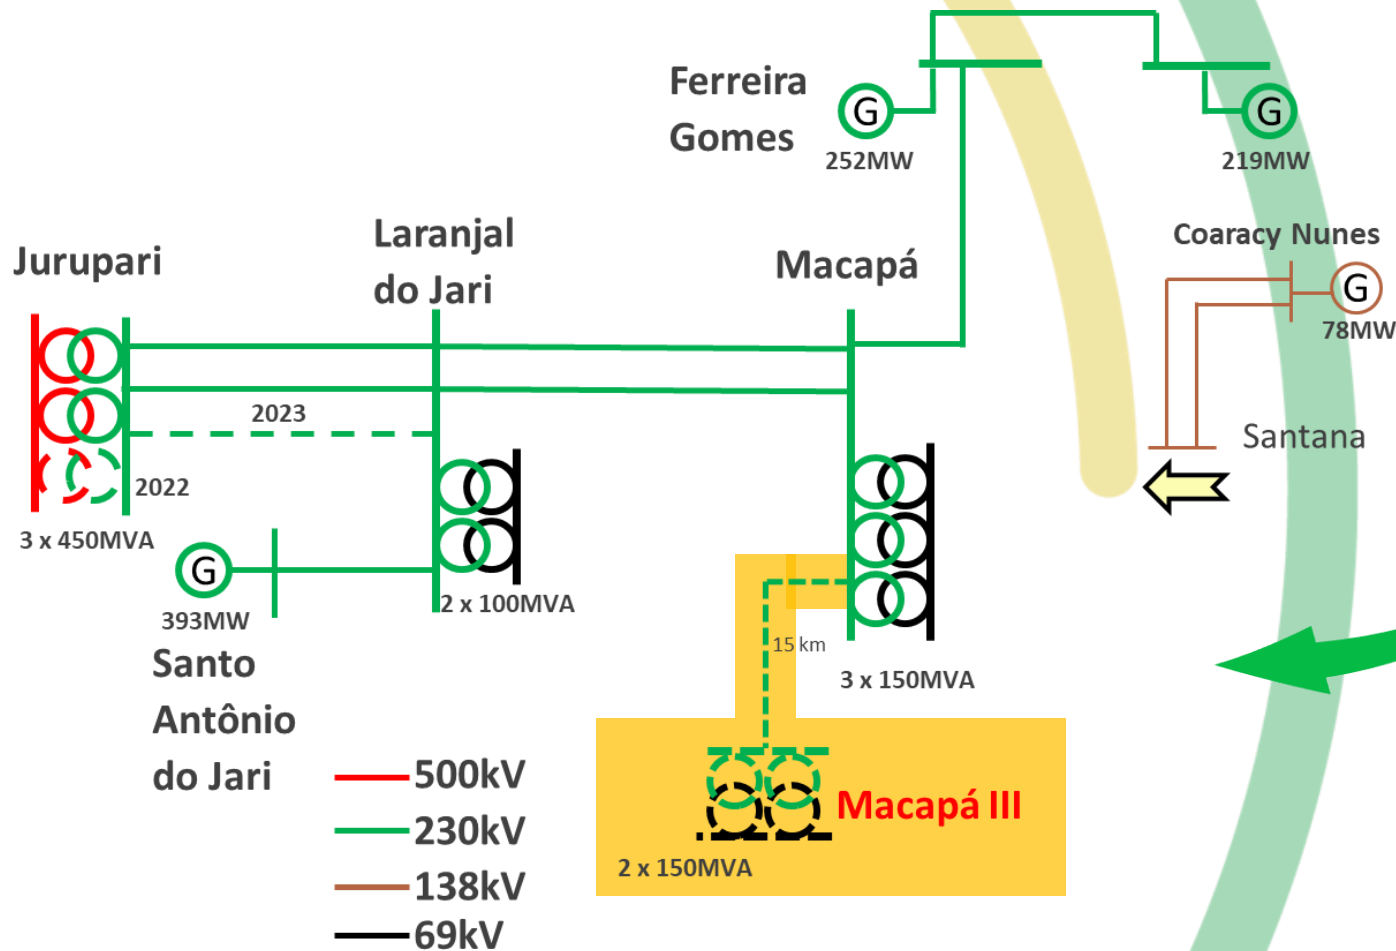 Ferreira
Gomes
G
252MW
G
219MW
Coaracy Nunes
G
78MW
Santana
Jurupari
Laranjal
do Jari
Macapá
2023
2022
3 x 450MVA
G
393MW
Santo
Antônio
do Jari
2 x 100MVA
15 km
3 x 150MVA
Macapá III
2 x 150MVA
500kV
230kV
138kV
69kV